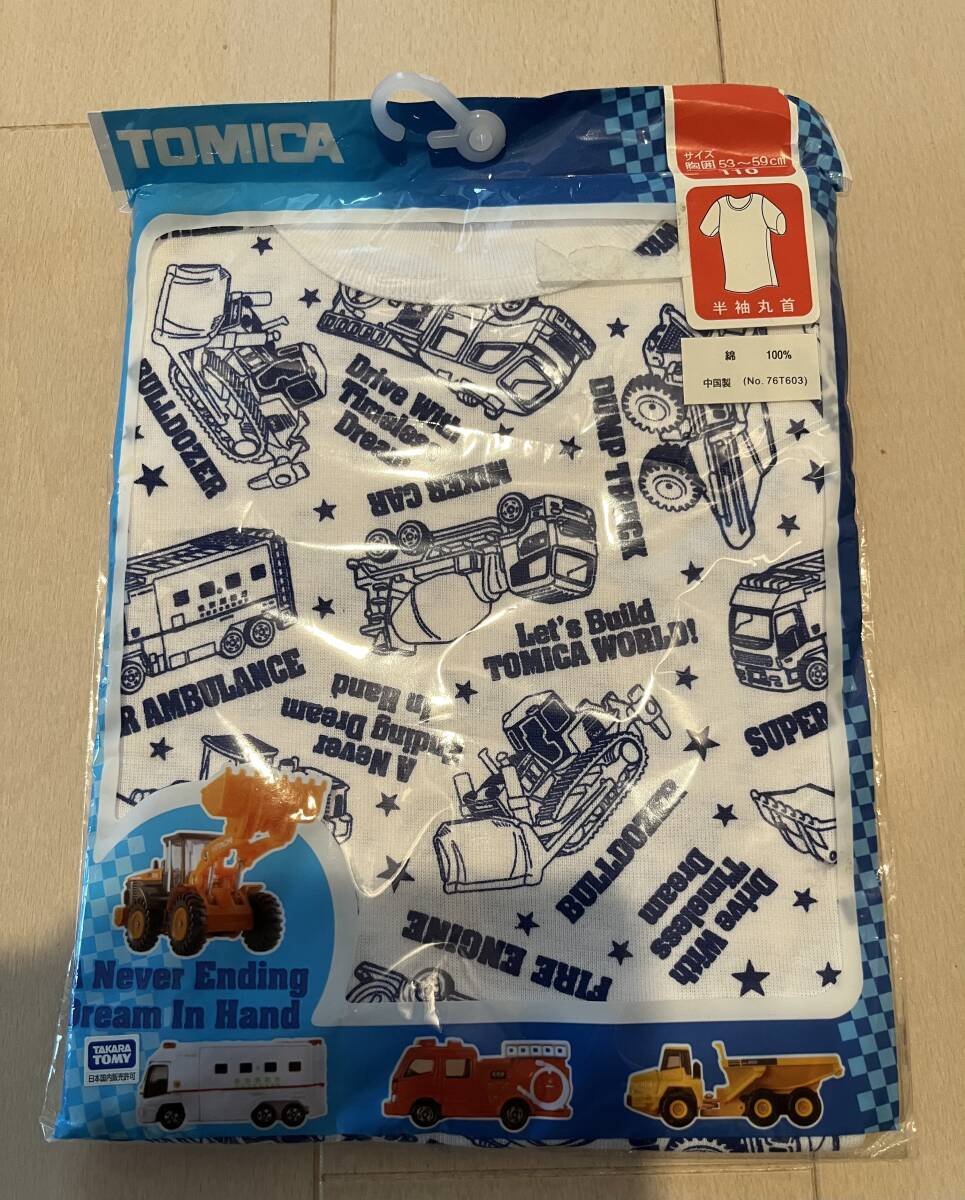 TOMICA
サイズ
胸囲 53～59cm
110
半袖丸首
綿 100%
中国製 (No. 76T603)
BULLDOZER
Drive With
Timeless
Dream
DUMP TRUCK
MIXER CAR
Let's Build
TOMICA WORLD!
R AMBULANCE
A Never
Ending Dream
In Hand
SUPER
BULLDOZER
Drive With
Timeless
Dream
FIRE ENGINE
A Never Ending
Dream In Hand
TAKARA
TOMY
日本国内販売許可